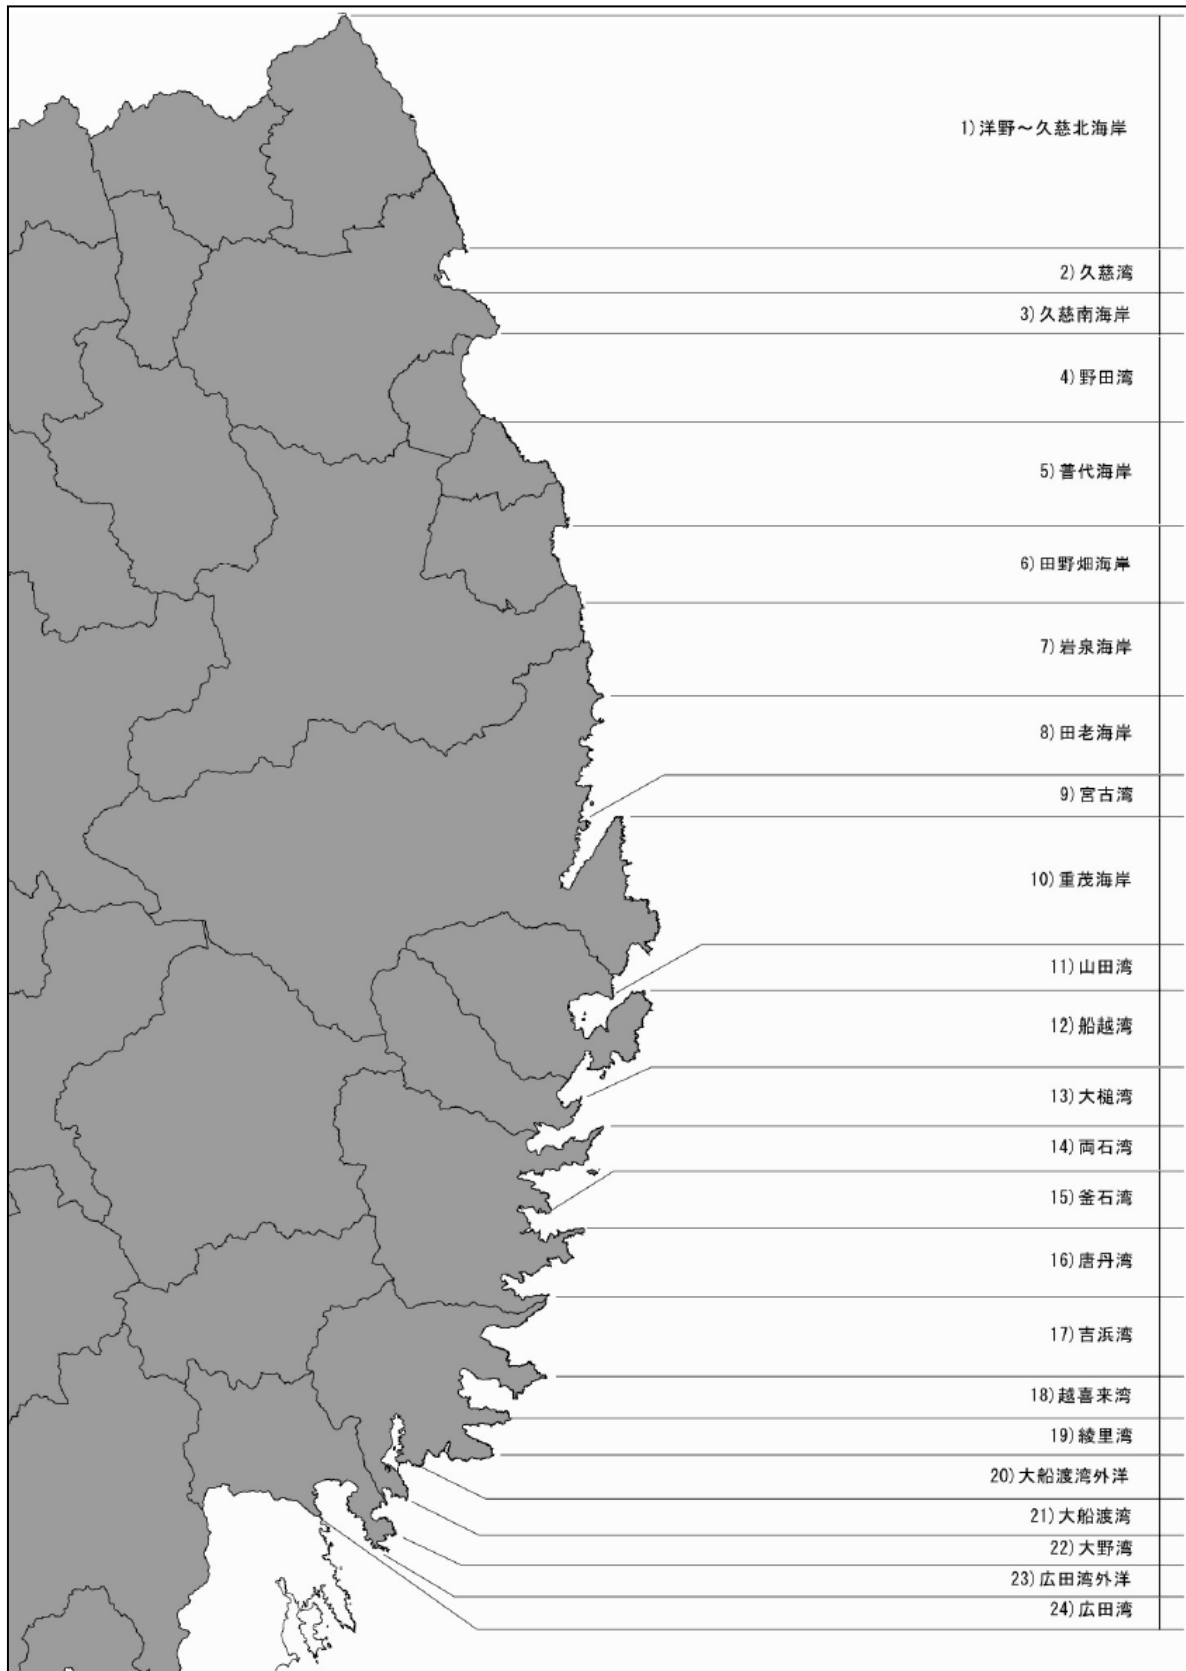 1)洋野～久慈北海岸
2)久慈湾
3)久慈南海岸
4)野田湾
5)普代海岸
6)田野畑海岸
7)岩泉海岸
8)田老海岸
9)宮古湾
10)重茂海岸
11)山田湾
12)船越湾
13)大槌湾
14)両石湾
15)釜石湾
16)唐丹湾
17)吉浜湾
18)越喜来湾
19)綾里湾
20)大船渡湾外洋
21)大船渡湾
22)大野湾
23)広田湾外洋
24)広田湾